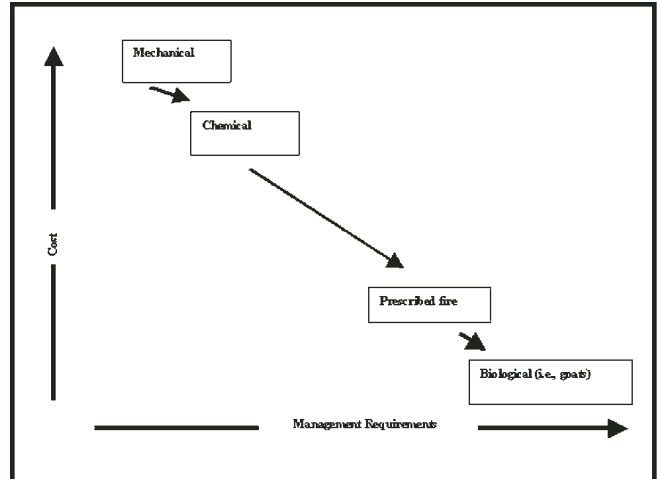 Mechanical
Chemical
Cost
Prescribed fire
Biological (i.e., goats)
Management Requirements